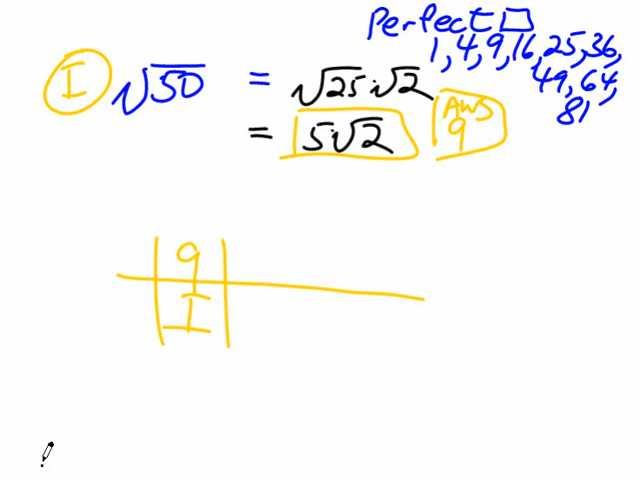 Perfect □
1, 4, 9, 16, 25, 36,
49, 64,
81
I √50 = √25·√2
= 5√2
AWS
9
9
I